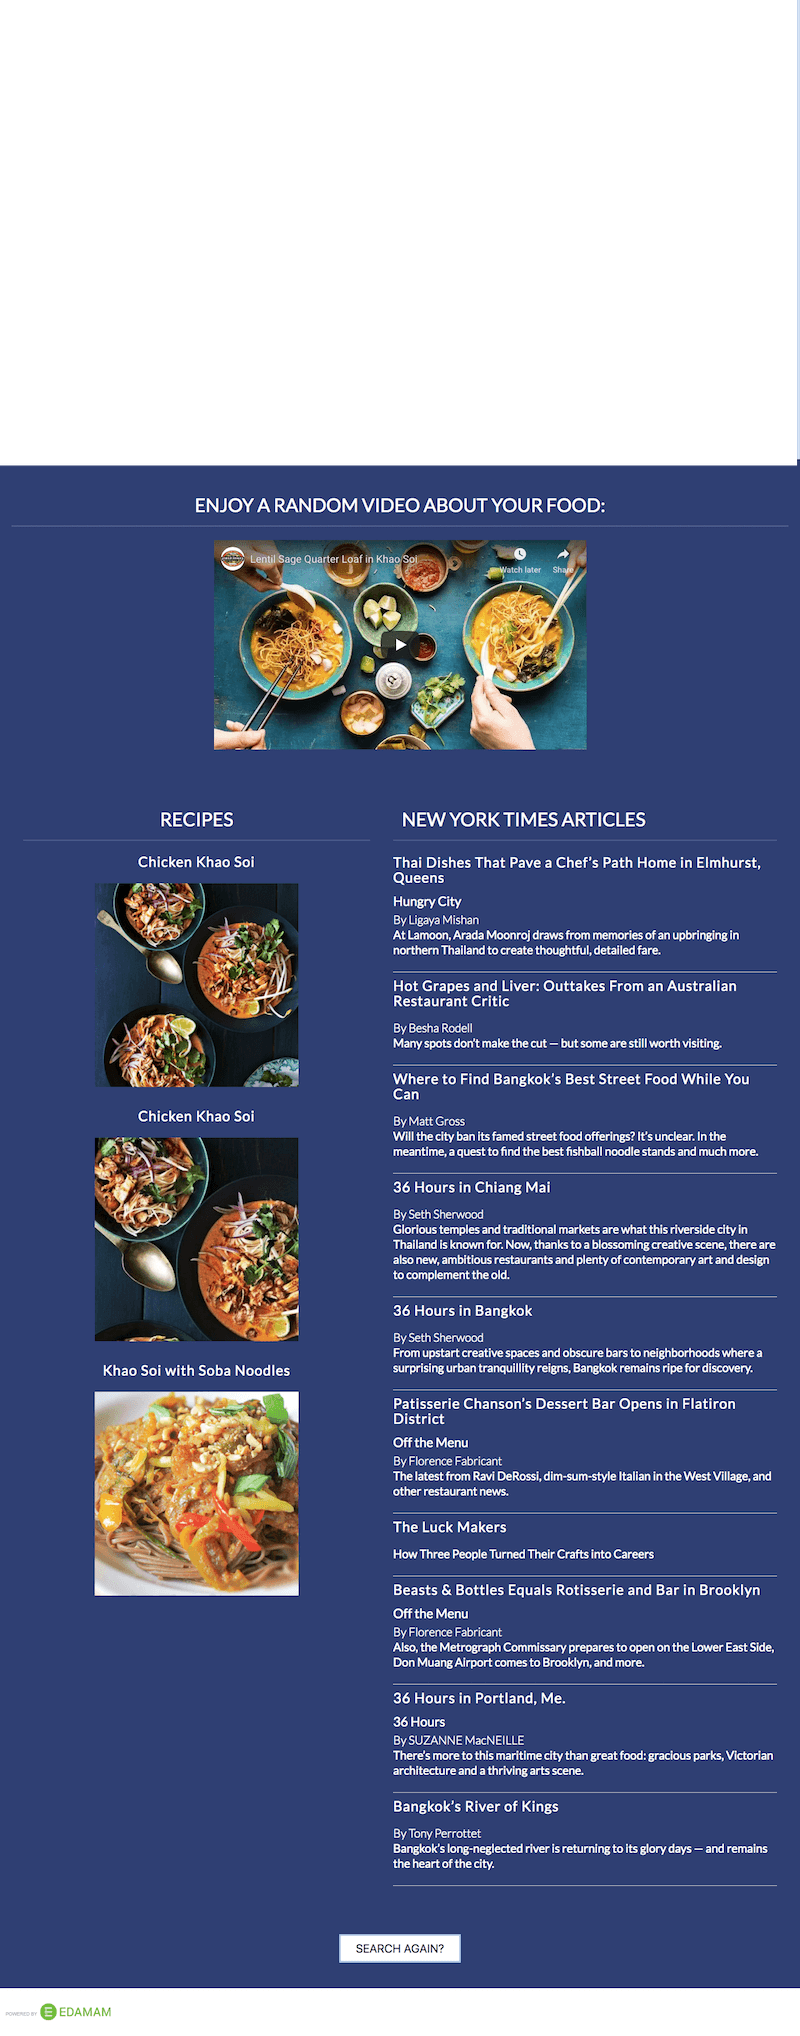 ENJOY A RANDOM VIDEO ABOUT YOUR FOOD:
Lentil Sage Quarter Loaf in Khao Soi
Watch later
Share
RECIPES
Chicken Khao Soi
Chicken Khao Soi
Khao Soi with Soba Noodles
NEW YORK TIMES ARTICLES
Thai Dishes That Pave a Chef’s Path Home in Elmhurst,
Queens
Hungry City
By Ligaya Mishan
At Lamoon, Arada Moonroj draws from memories of an upbringing in
northern Thailand to create thoughtful, detailed fare.
Hot Grapes and Liver: Outtakes From an Australian
Restaurant Critic
By Besha Rodell
Many spots don’t make the cut — but some are still worth visiting.
Where to Find Bangkok’s Best Street Food While You
Can
By Matt Gross
Will the city ban its famed street food offerings? It’s unclear. In the
meantime, a quest to find the best fishball noodle stands and much more.
36 Hours in Chiang Mai
By Seth Sherwood
Glorious temples and traditional markets are what this riverside city in
Thailand is known for. Now, thanks to a blossoming creative scene, there are
also new, ambitious restaurants and plenty of contemporary art and design
to complement the old.
36 Hours in Bangkok
By Seth Sherwood
From upstart creative spaces and obscure bars to neighborhoods where a
surprising urban tranquillity reigns, Bangkok remains ripe for discovery.
Patisserie Chanson’s Dessert Bar Opens in Flatiron
District
Off the Menu
By Florence Fabricant
The latest from Ravi DeRossi, dim-sum-style Italian in the West Village, and
other restaurant news.
The Luck Makers
How Three People Turned Their Crafts into Careers
Beasts & Bottles Equals Rotisserie and Bar in Brooklyn
Off the Menu
By Florence Fabricant
Also, the Metrograph Commissary prepares to open on the Lower East Side,
Don Muang Airport comes to Brooklyn, and more.
36 Hours in Portland, Me.
36 Hours
By SUZANNE MacNEILLE
There’s more to this maritime city than great food: gracious parks, Victorian
architecture and a thriving arts scene.
Bangkok’s River of Kings
By Tony Perrottet
Bangkok’s long-neglected river is returning to its glory days — and remains
the heart of the city.
SEARCH AGAIN?
POWERED BY EDAMAM